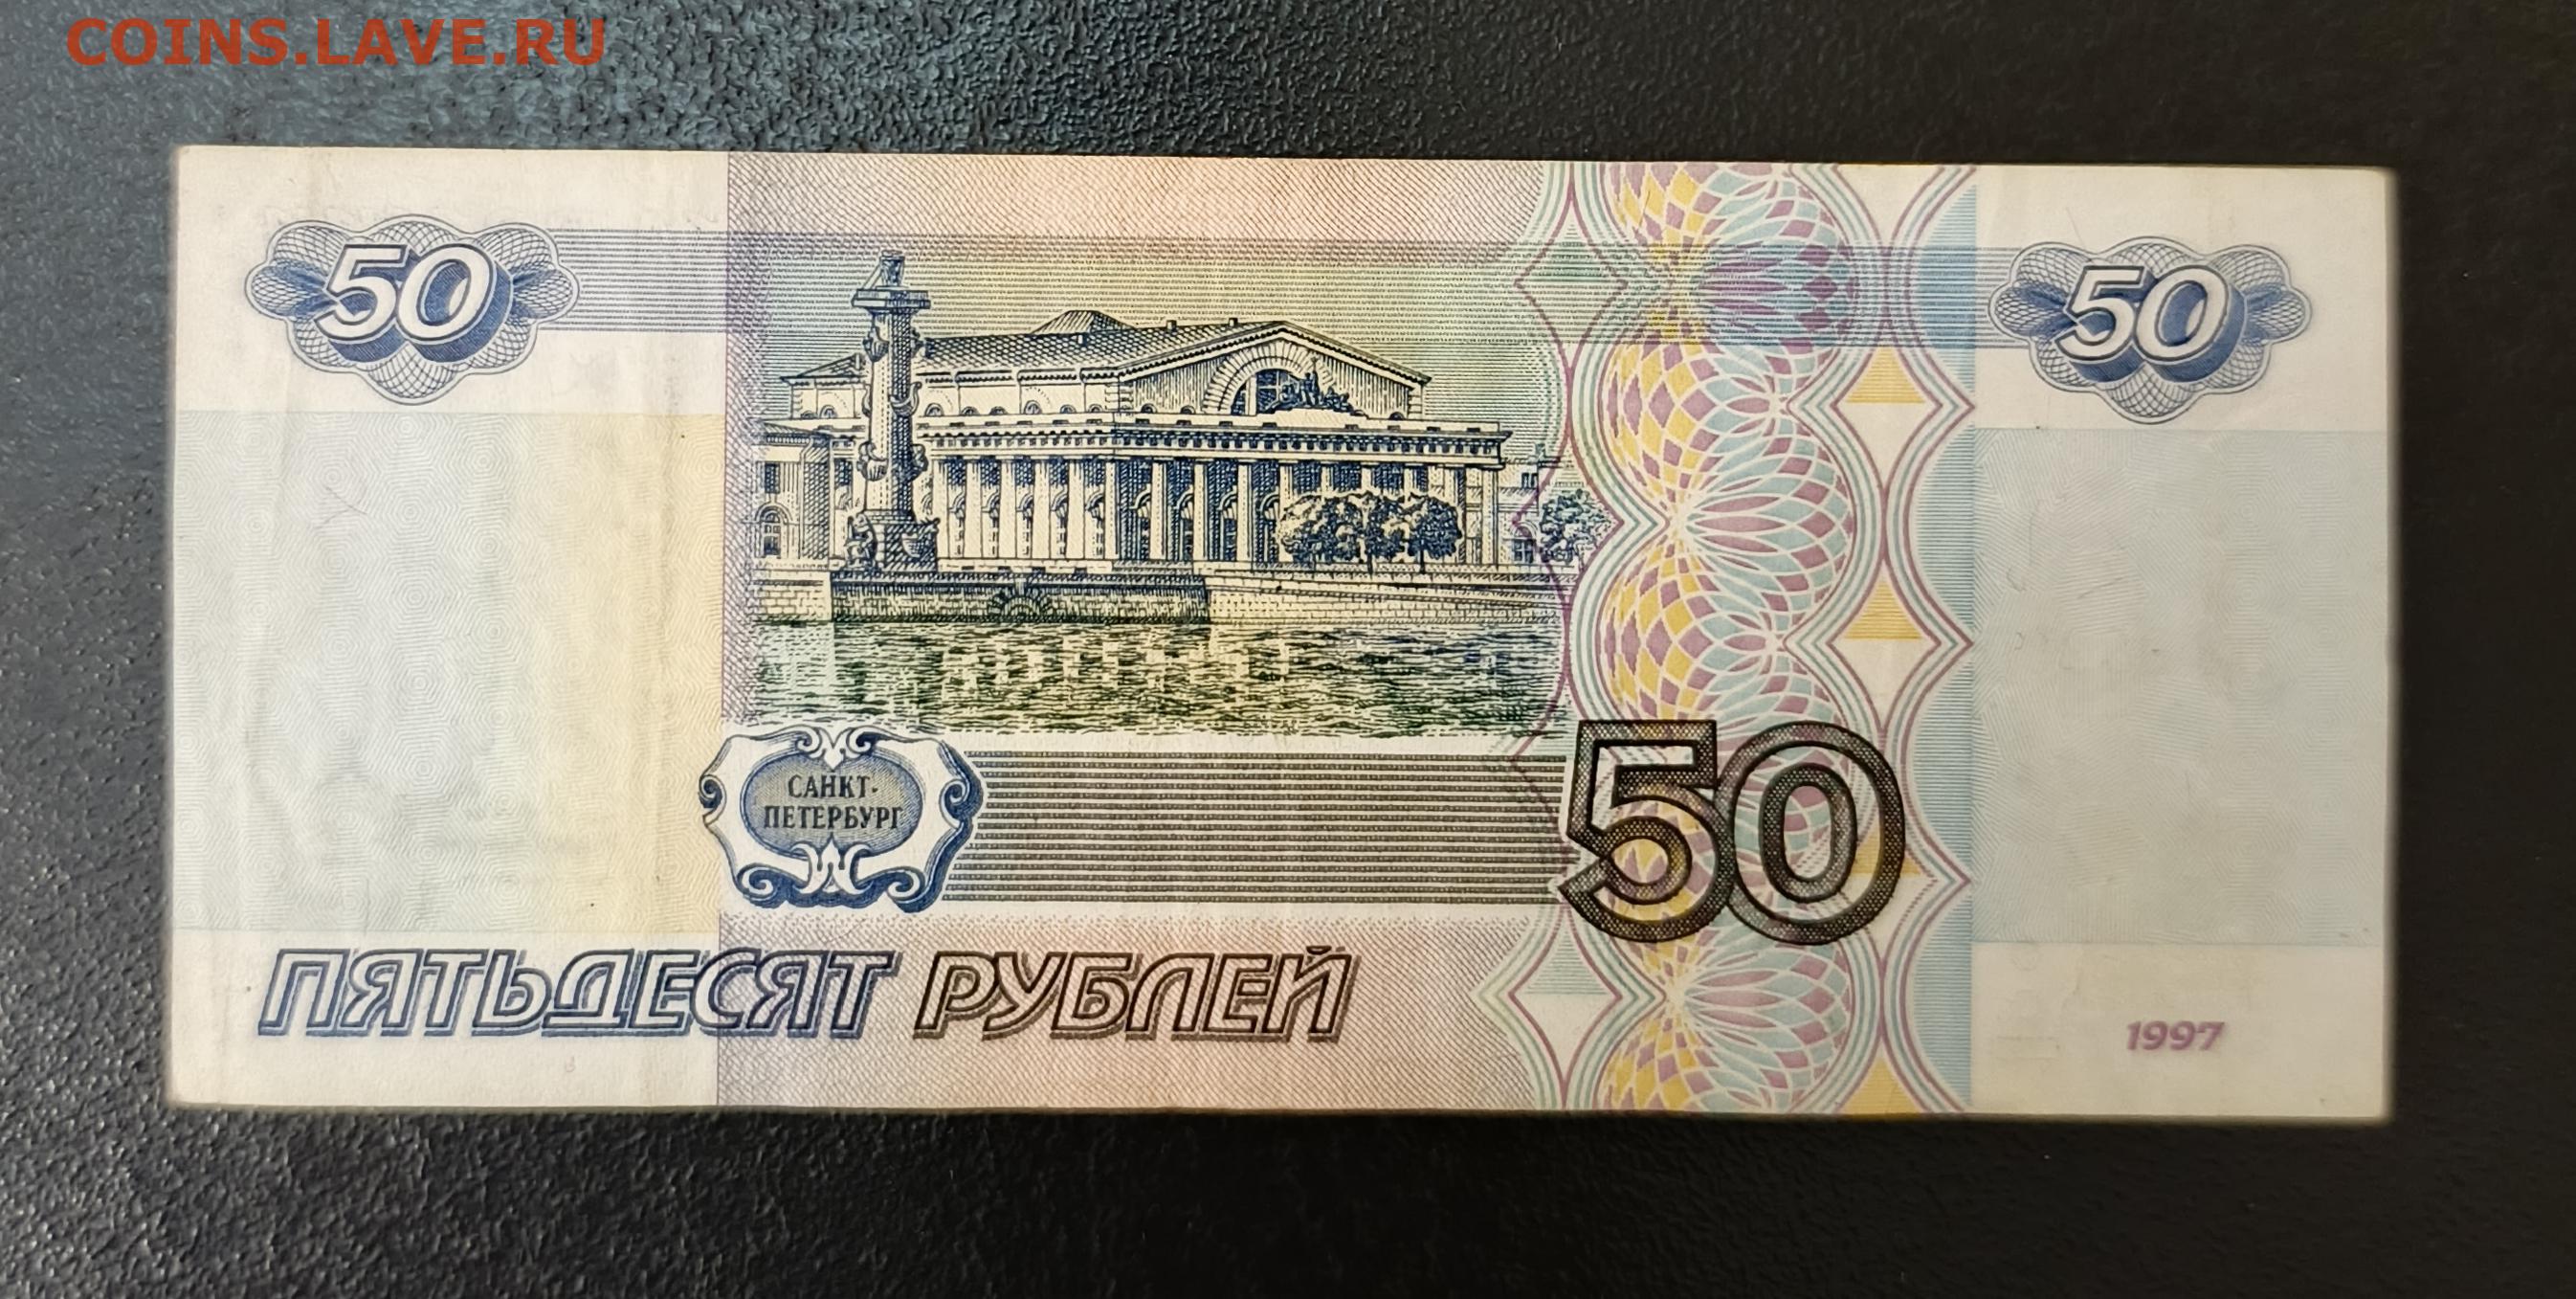 COINS.LAVE.RU
50
50
САНКТ-
ПЕТЕРБУРГ
50
ПЯТЬДЕСЯТ РУБЛЕЙ
1997